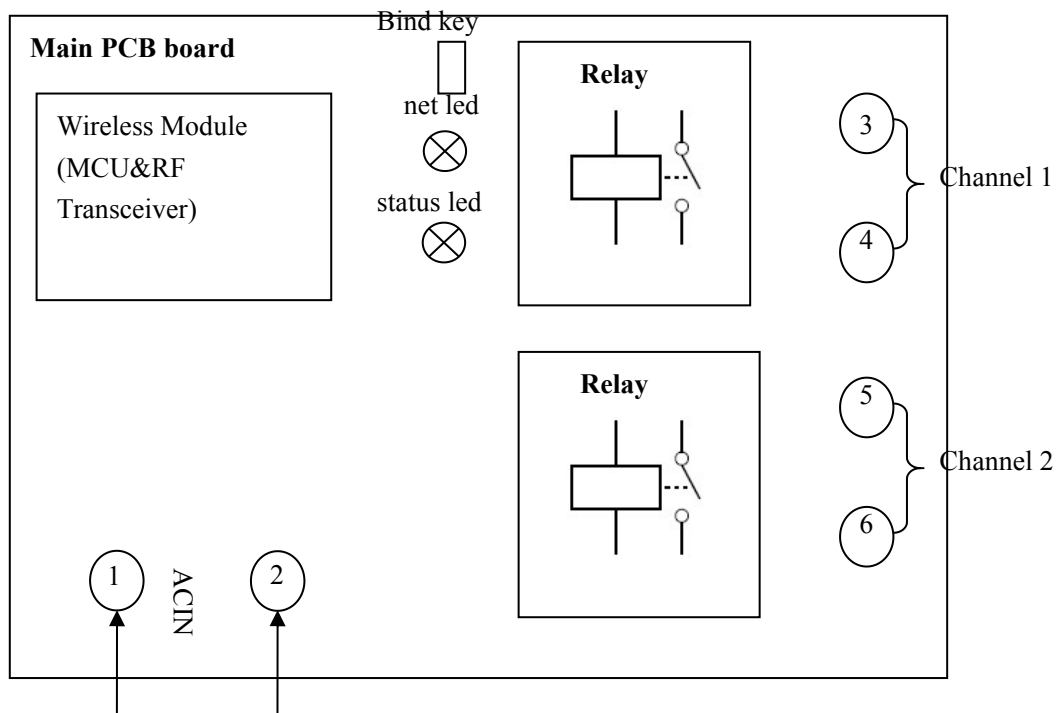 Main PCB board
Bind key
net led
status led
Wireless Module
(MCU&RF
Transceiver)
Relay
3
4
Channel 1
Relay
5
6
Channel 2
1
ACIN
2